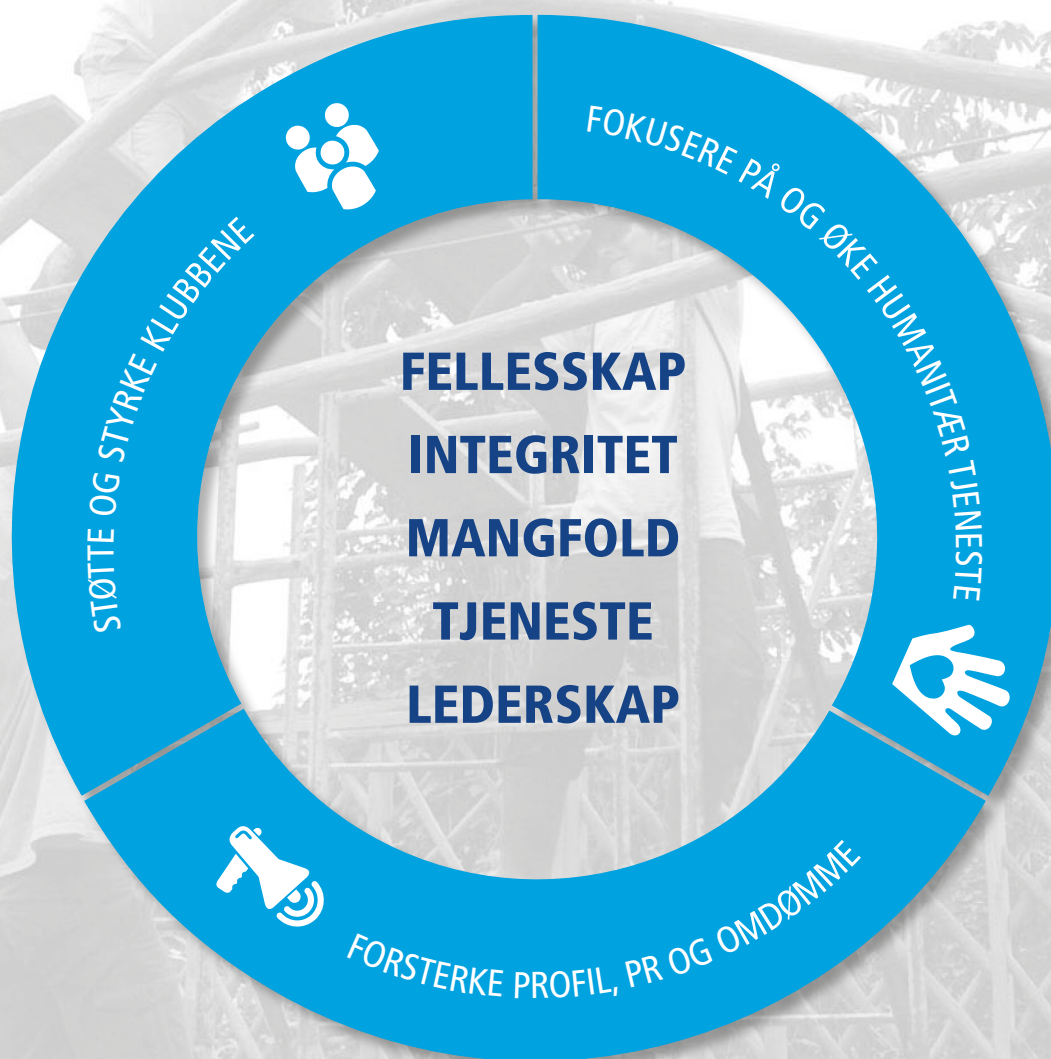 STØTTE OG STYRKE KLUBBENE
FOKUSERE PÅ OG ØKE HUMANITÆR TJENESTE
FELLESSKAP
INTEGRITET
MANGFOLD
TJENESTE
LEDERSKAP
FORSTERKE PROFIL, PR OG OMDØMME